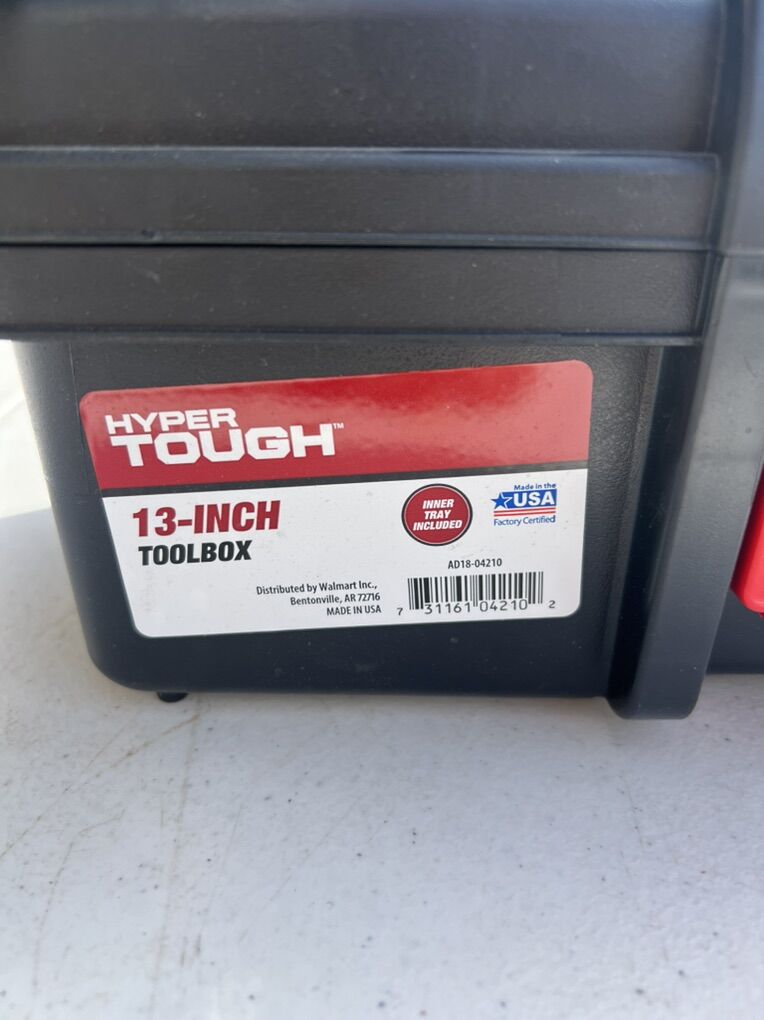 HYPER
TOUGH™
13-INCH
TOOLBOX
INNER
TRAY
INCLUDED
Made in the
USA
Factory Certified
AD18-04210
Distributed by Walmart Inc.,
Bentonville, AR 72716
MADE IN USA
7 31161 04210 2